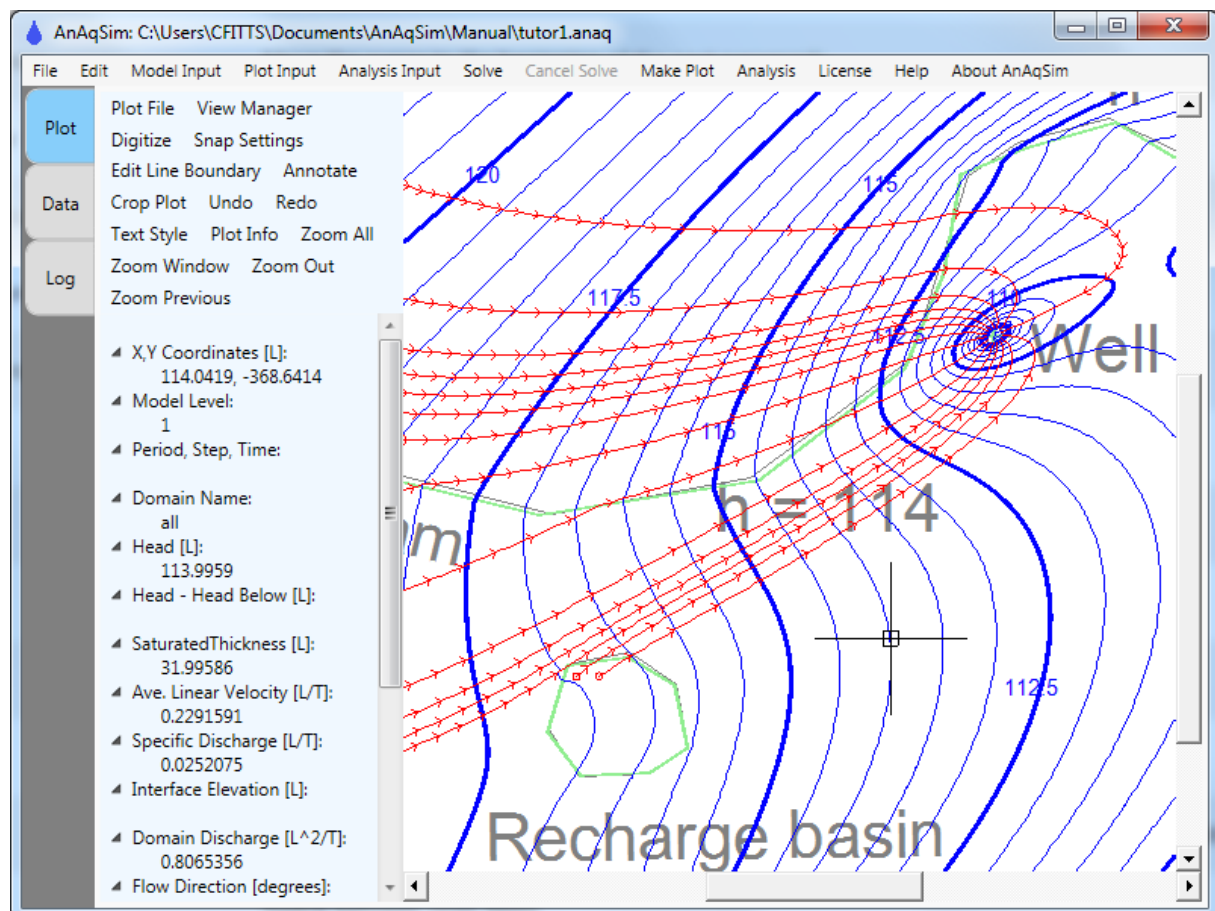 AnAqSim: C:\Users\CFITTS\Documents\AnAqSim\Manual\tutor1.anaq
File Edit Model Input Plot Input Analysis Input Solve Cancel Solve Make Plot Analysis License Help About AnAqSim
Plot
Data
Log
Plot File View Manager
Digitize Snap Settings
Edit Line Boundary Annotate
Crop Plot Undo Redo
Text Style Plot Info Zoom All
Zoom Window Zoom Out
Zoom Previous
X,Y Coordinates [L]:
114.0419, -368.6414
Model Level:
1
Period, Step, Time:
Domain Name:
all
Head [L]:
113.9959
Head - Head Below [L]:
SaturatedThickness [L]:
31.99586
Ave. Linear Velocity [L/T]:
0.2291591
Specific Discharge [L/T]:
0.0252075
Interface Elevation [L]:
Domain Discharge [L^2/T]:
0.8065356
Flow Direction [degrees]:
120
115
117.5
110
112.5
Well
115
h = 114
112.5
Recharge basin